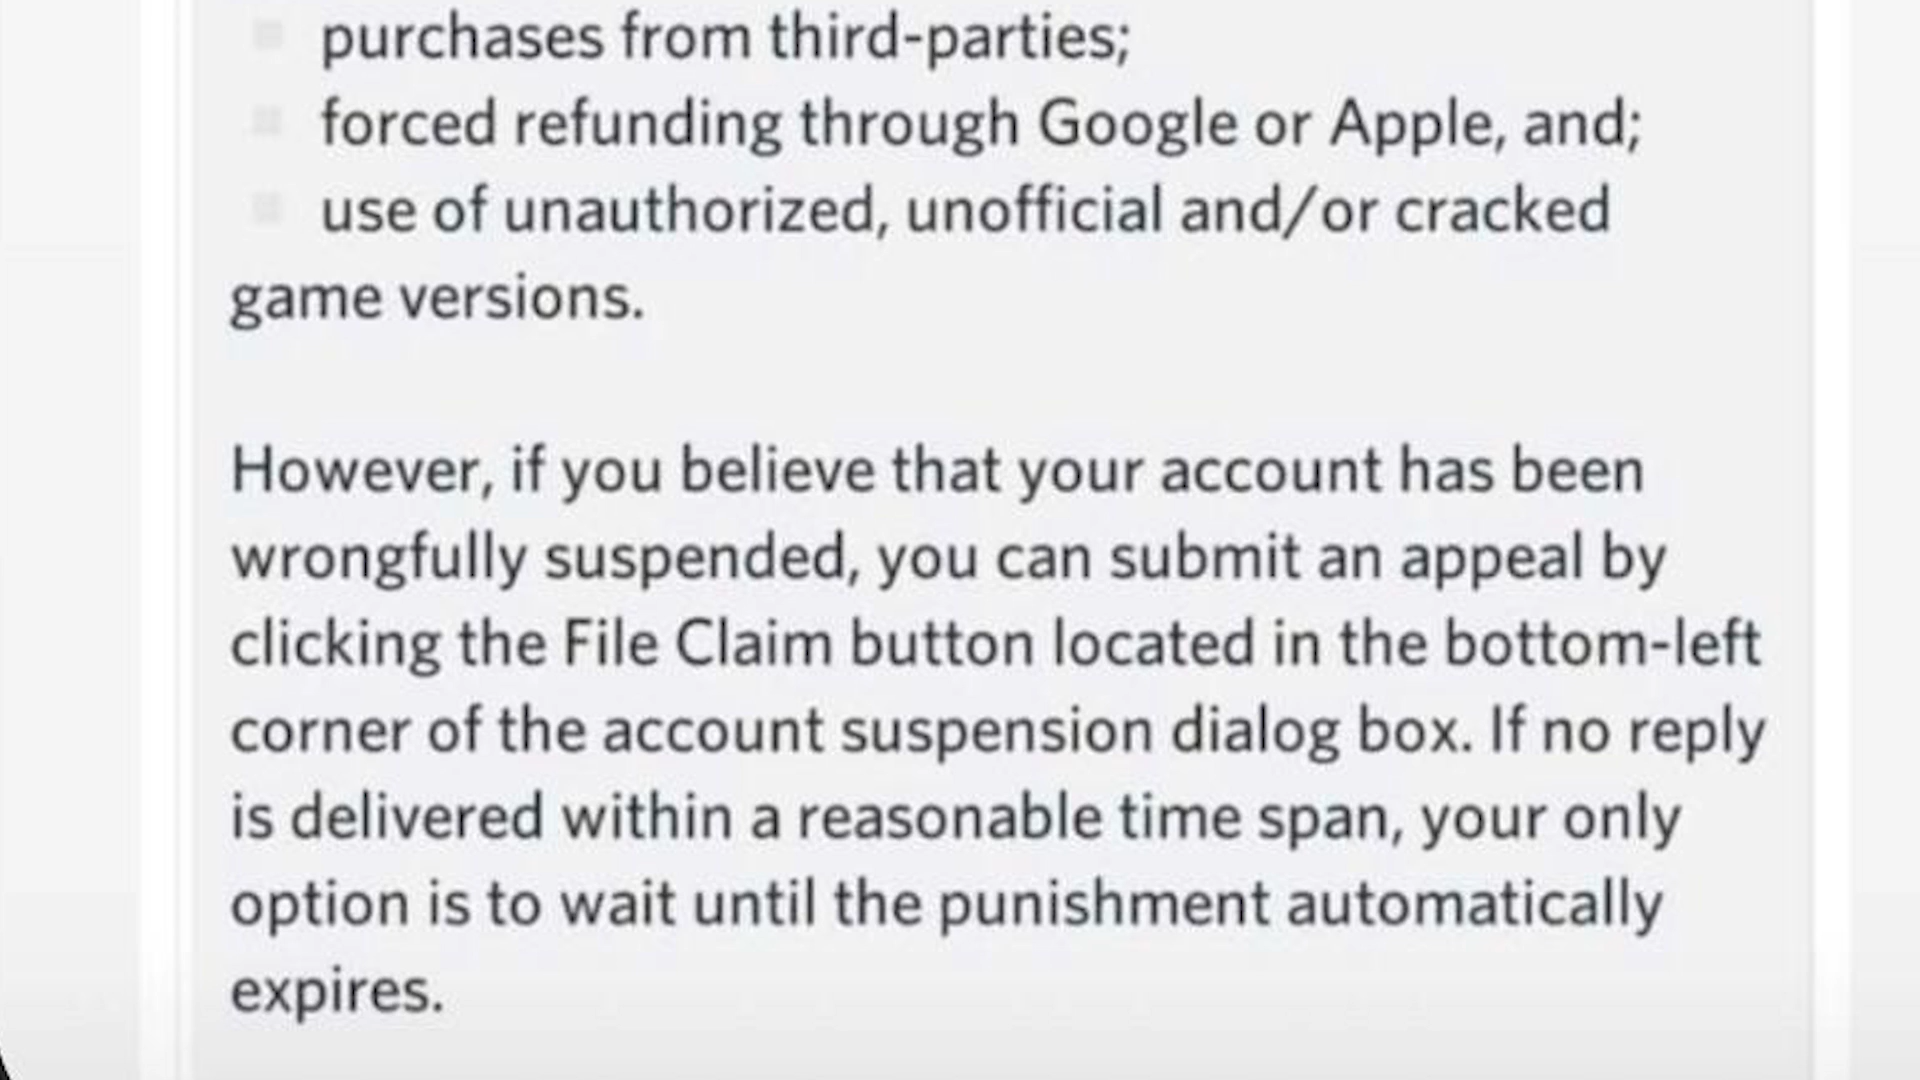 purchases from third-parties;
forced refunding through Google or Apple, and;
use of unauthorized, unofficial and/or cracked
game versions.
However, if you believe that your account has been
wrongfully suspended, you can submit an appeal by
clicking the File Claim button located in the bottom-left
corner of the account suspension dialog box. If no reply
is delivered within a reasonable time span, your only
option is to wait until the punishment automatically
expires.